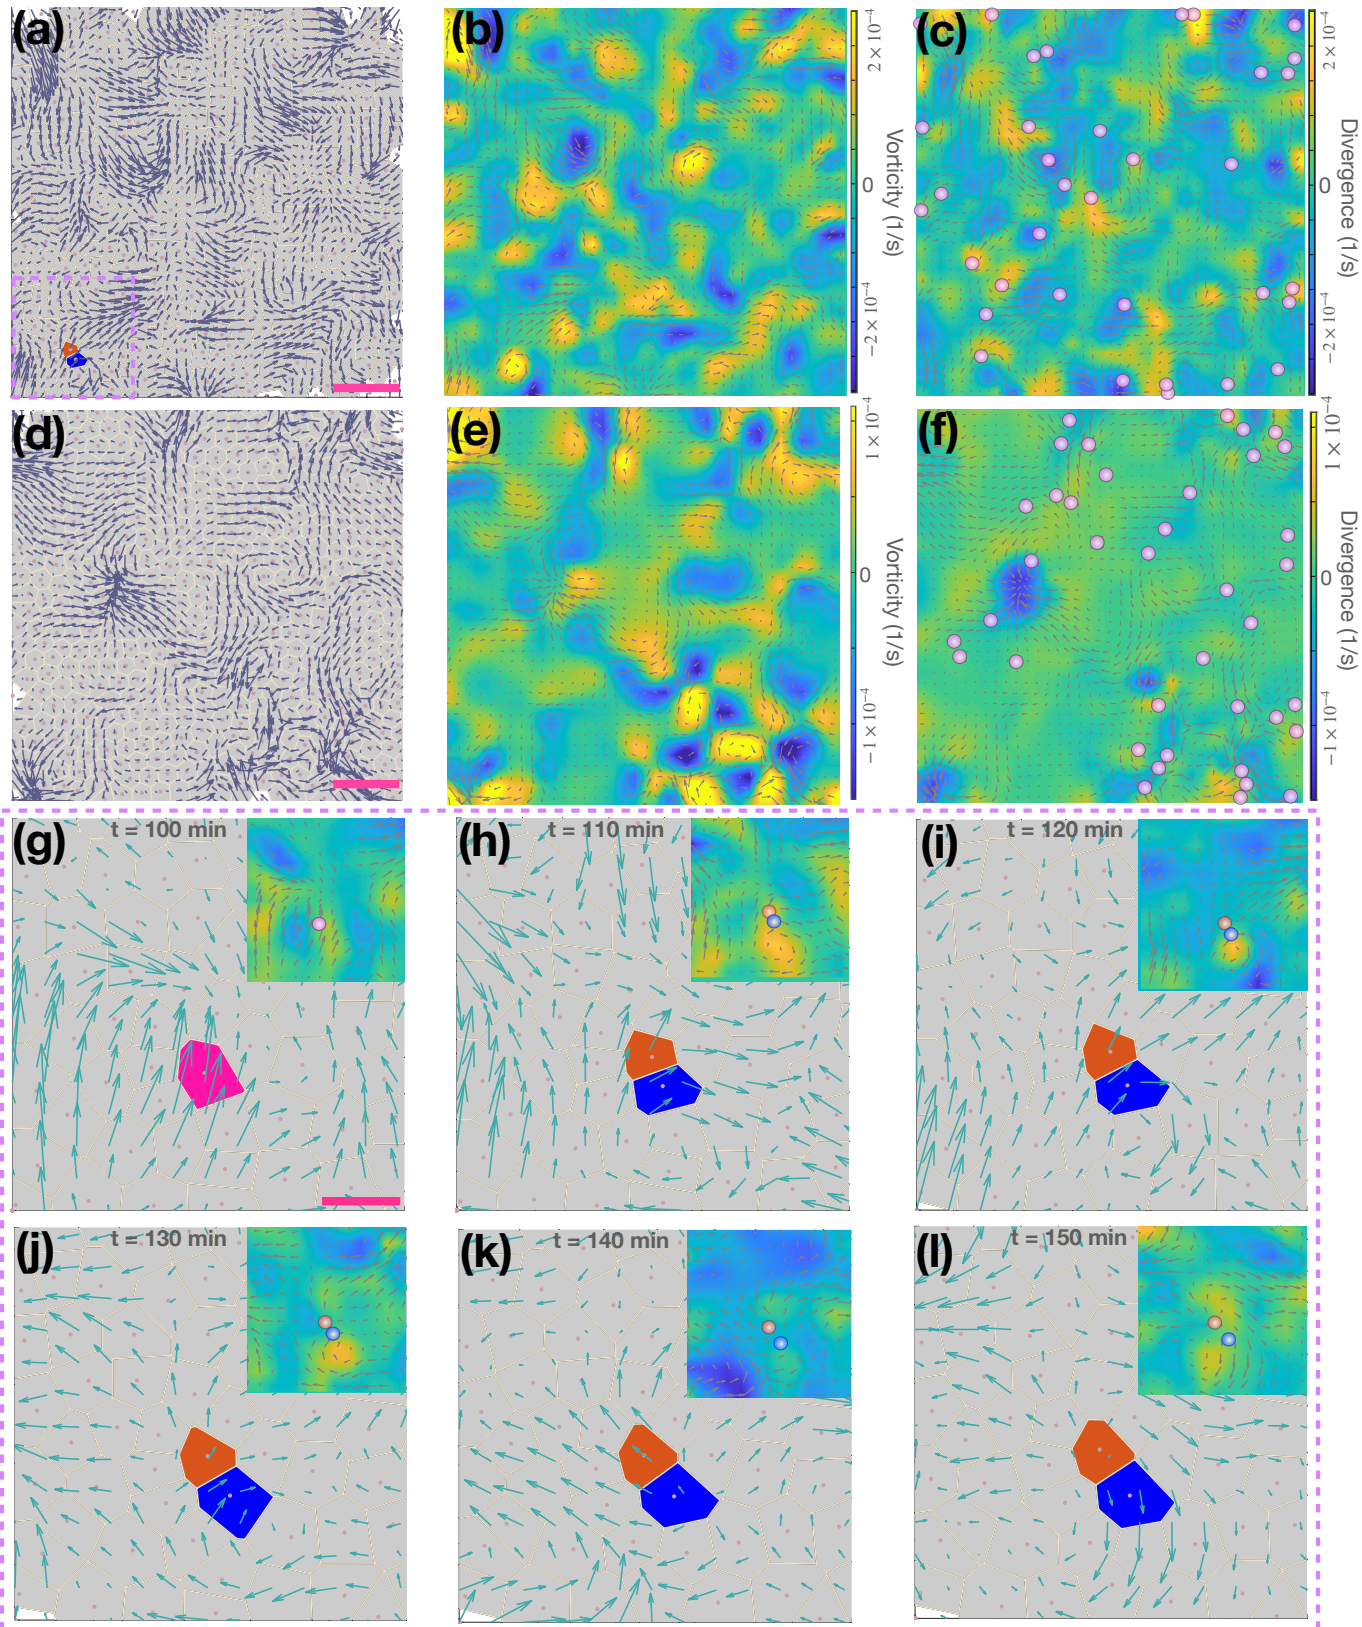 (a)
(b)
2×10⁻⁴
0
−2×10⁻⁴
Vorticity (1/s)
(c)
2×10⁻⁴
0
−2×10⁻⁴
Divergence (1/s)
(d)
(e)
1×10⁻⁴
0
−1×10⁻⁴
Vorticity (1/s)
(f)
1×10⁻⁴
0
−1×10⁻⁴
Divergence (1/s)
(g)
t = 100 min
(h)
t = 110 min
(i)
t = 120 min
(j)
t = 130 min
(k)
t = 140 min
(l)
t = 150 min